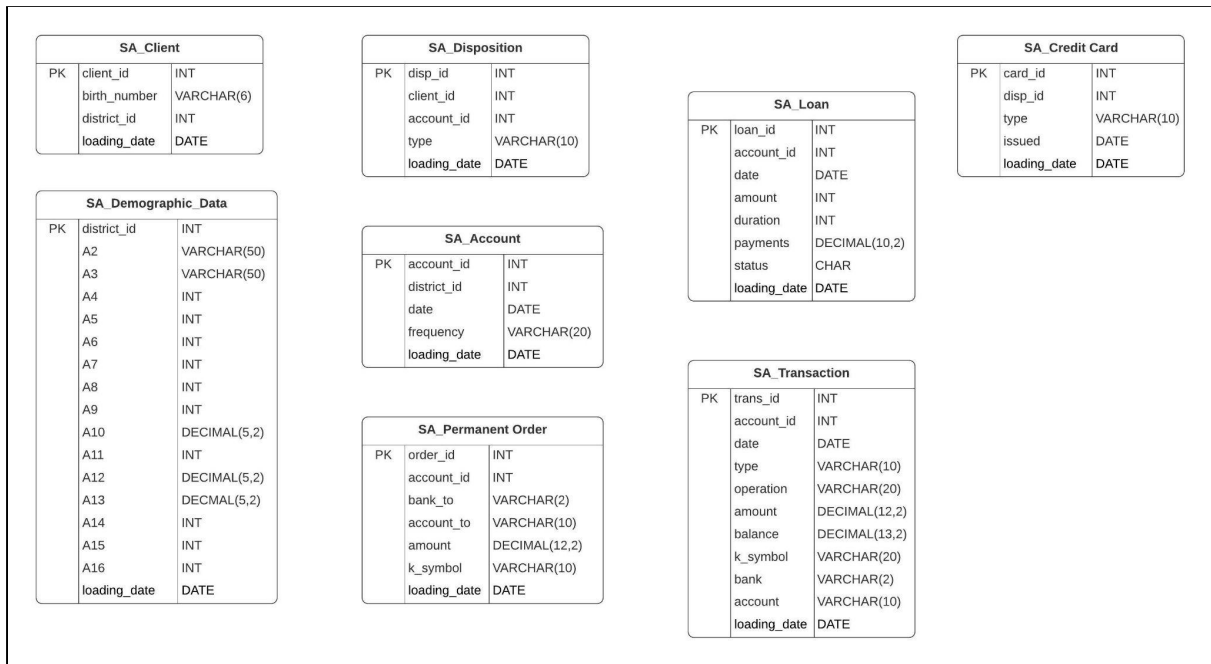 SA_Client
PK client_id INT
birth_number VARCHAR(6)
district_id INT
loading_date DATE
SA_Demographic_Data
PK district_id INT
A2 VARCHAR(50)
A3 VARCHAR(50)
A4 INT
A5 INT
A6 INT
A7 INT
A8 INT
A9 INT
A10 DECIMAL(5,2)
A11 INT
A12 DECIMAL(5,2)
A13 DECMAL(5,2)
A14 INT
A15 INT
A16 INT
loading_date DATE
SA_Disposition
PK disp_id INT
client_id INT
account_id INT
type VARCHAR(10)
loading_date DATE
SA_Account
PK account_id INT
district_id INT
date DATE
frequency VARCHAR(20)
loading_date DATE
SA_Permanent Order
PK order_id INT
account_id INT
bank_to VARCHAR(2)
account_to VARCHAR(10)
amount DECIMAL(12,2)
k_symbol VARCHAR(10)
loading_date DATE
SA_Loan
PK loan_id INT
account_id INT
date DATE
amount INT
duration INT
payments DECIMAL(10,2)
status CHAR
loading_date DATE
SA_Transaction
PK trans_id INT
account_id INT
date DATE
type VARCHAR(10)
operation VARCHAR(20)
amount DECIMAL(12,2)
balance DECIMAL(13,2)
k_symbol VARCHAR(20)
bank VARCHAR(2)
account VARCHAR(10)
loading_date DATE
SA_Credit Card
PK card_id INT
disp_id INT
type VARCHAR(10)
issued DATE
loading_date DATE